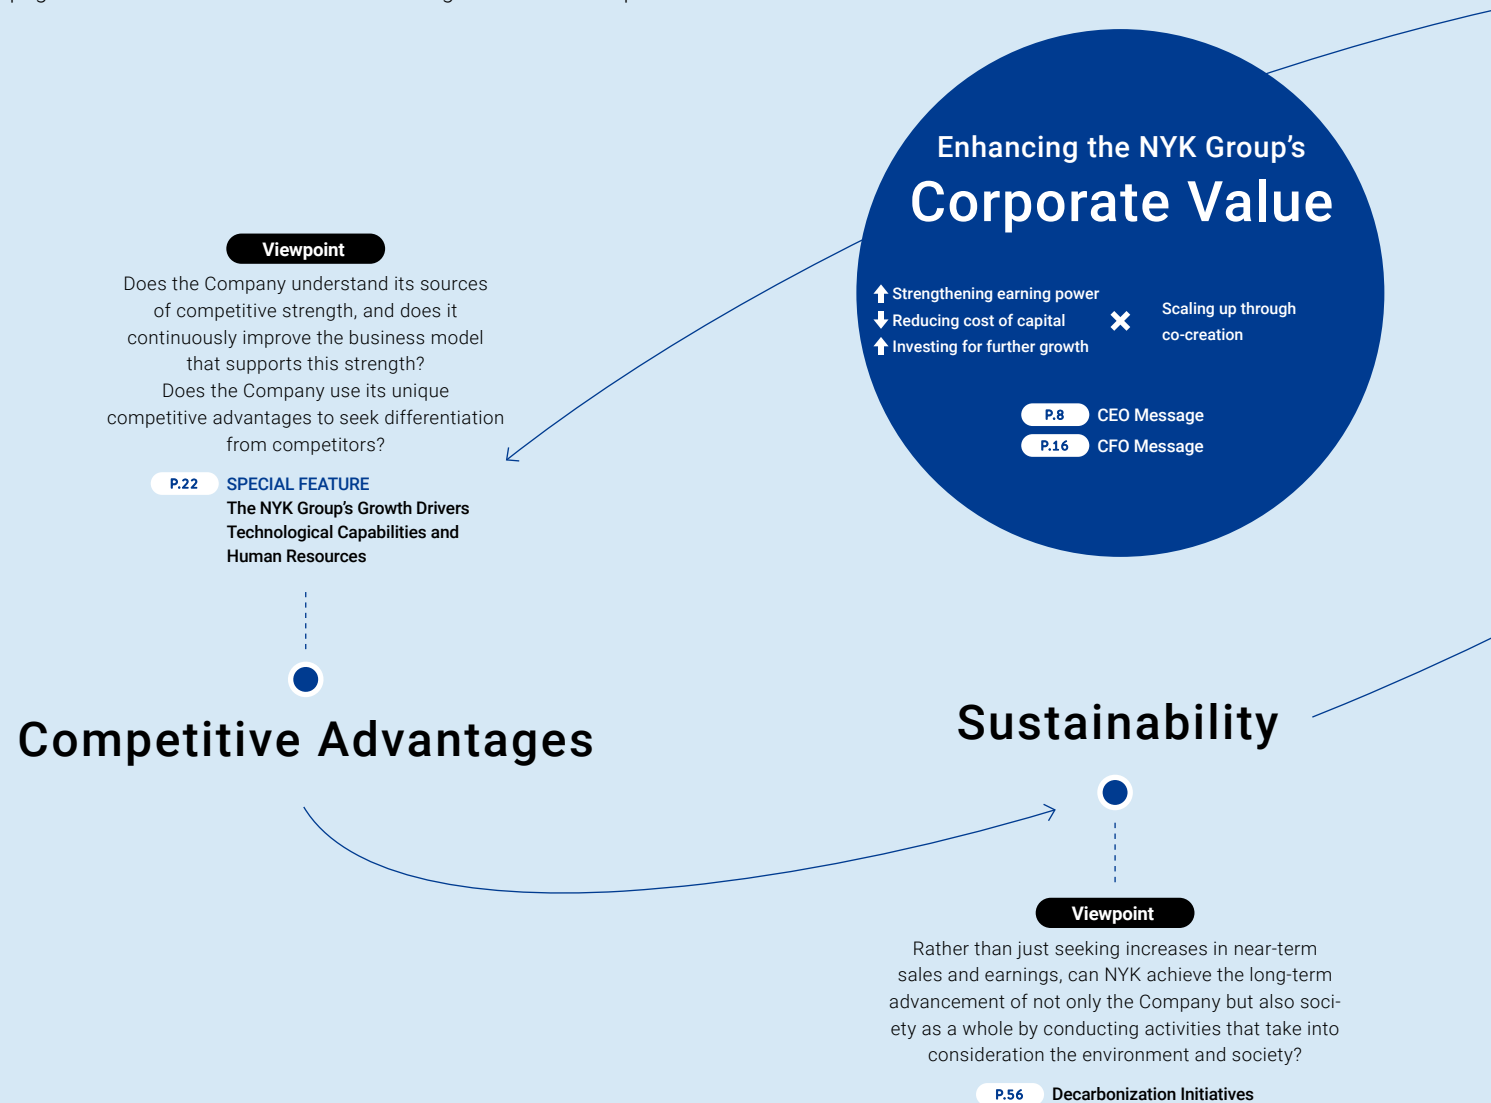 Enhancing the NYK Group's
Corporate Value
Strengthening earning power
Reducing cost of capital
Investing for further growth
Scaling up through
co-creation
P.8 CEO Message
P.16 CFO Message
Viewpoint
Does the Company understand its sources
of competitive strength, and does it
continuously improve the business model
that supports this strength?
Does the Company use its unique
competitive advantages to seek differentiation
from competitors?
P.22 SPECIAL FEATURE
The NYK Group's Growth Drivers
Technological Capabilities and
Human Resources
Competitive Advantages
Sustainability
Viewpoint
Rather than just seeking increases in near-term
sales and earnings, can NYK achieve the long-term
advancement of not only the Company but also soci-
ety as a whole by conducting activities that take into
consideration the environment and society?
P.56 Decarbonization Initiatives